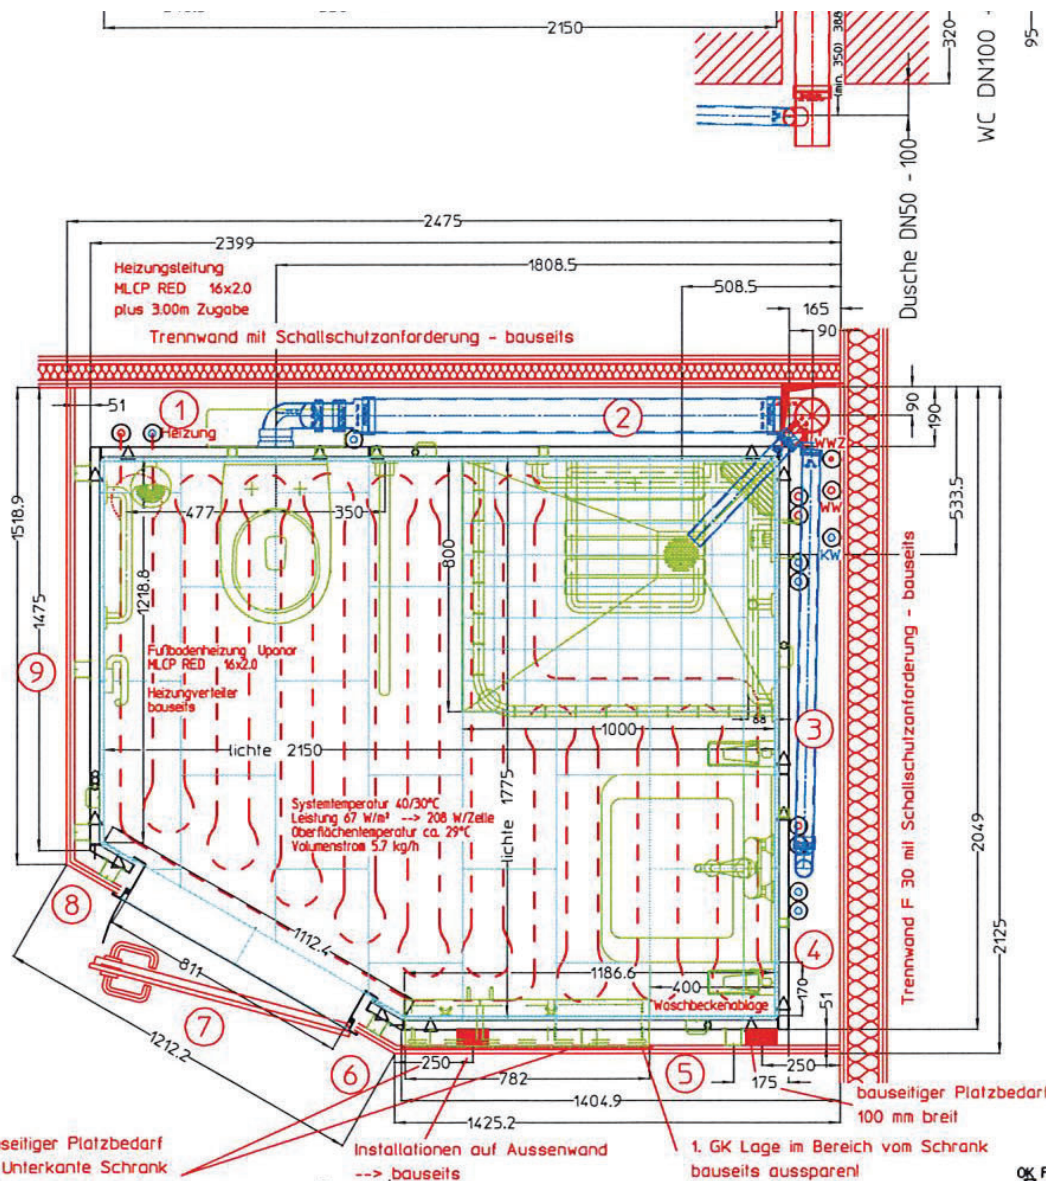 2150
320
95
(min. 350)
WC DN100
Dusche DN50 - 100
2475
2399
Heizungsleitung
MLCP RED 16x2.0
plus 3.00m Zugabe
1808.5
508.5
165
90
Trennwand mit Schallschutzanforderung - bauseits
51
1
Heizung
2
90
190
WWZ
WW
KW
533.5
477
350
800
1518.9
1475
1218.8
9
Fußbodenheizung Uponor
MLCP RED 16x2.0
Heizungverteiler
bauseits
1000
88
3
lichte 2150
lichte 1775
Systemtemperatur 40/30°C
Leistung 67 W/m² --> 208 W/Zelle
Oberflächentemperatur ca. 29°C
Volumenstrom 5.7 kg/h
Trennwand F 30 mit Schallschutzanforderung - bauseits
2049
2125
8
1112.4
811
7
1212.2
1186.6
400
Waschbeckenablage
4
170
51
6
250
782
5
175
250
1404.9
1425.2
bauseitiger Platzbedarf
100 mm breit
seitiger Platzbedarf
Unterkante Schrank
Installationen auf Aussenwand
--> bauseits
1. GK Lage im Bereich vom Schrank
bauseits aussparen!